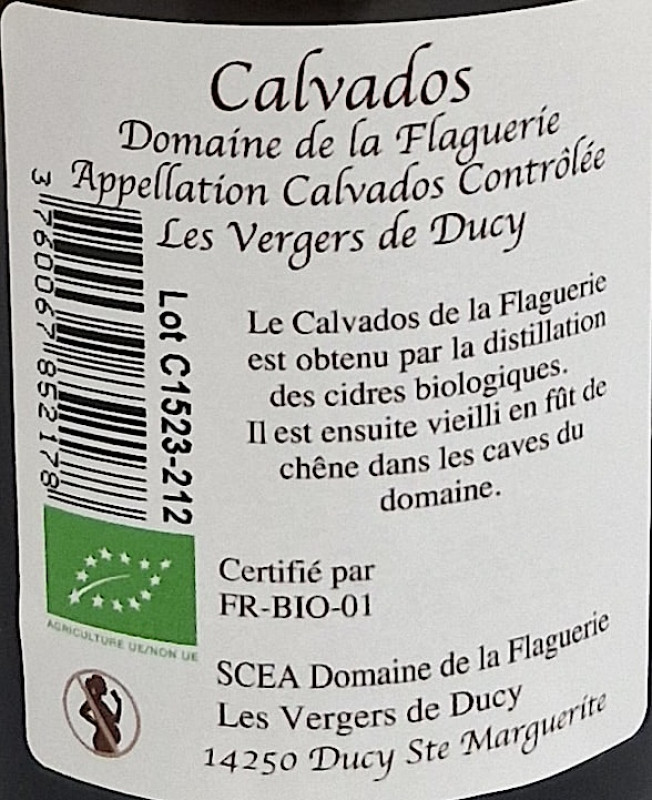 Calvados
Domaine de la Flaguerie
Appellation Calvados Contrôlée
Les Vergers de Ducy
3 760067 852178
Lot C1523-212
Le Calvados de la Flaguerie
est obtenu par la distillation
des cidres biologiques.
Il est ensuite vieilli en fût de
chêne dans les caves du
domaine.
AGRICULTURE UE/NON UE
Certifié par
FR-BIO-01
SCEA Domaine de la Flaguerie
Les Vergers de Ducy
14250 Ducy Ste Marguerite